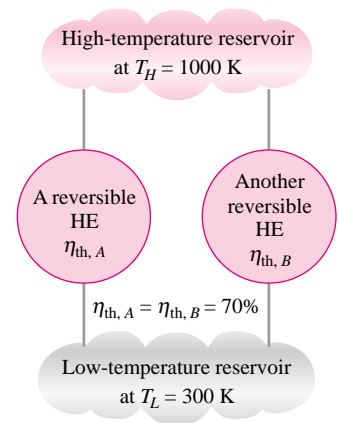 High-temperature reservoir
at T_H = 1000 K
A reversible
HE
η_th, A
Another
reversible
HE
η_th, B
η_th, A = η_th, B = 70%
Low-temperature reservoir
at T_L = 300 K